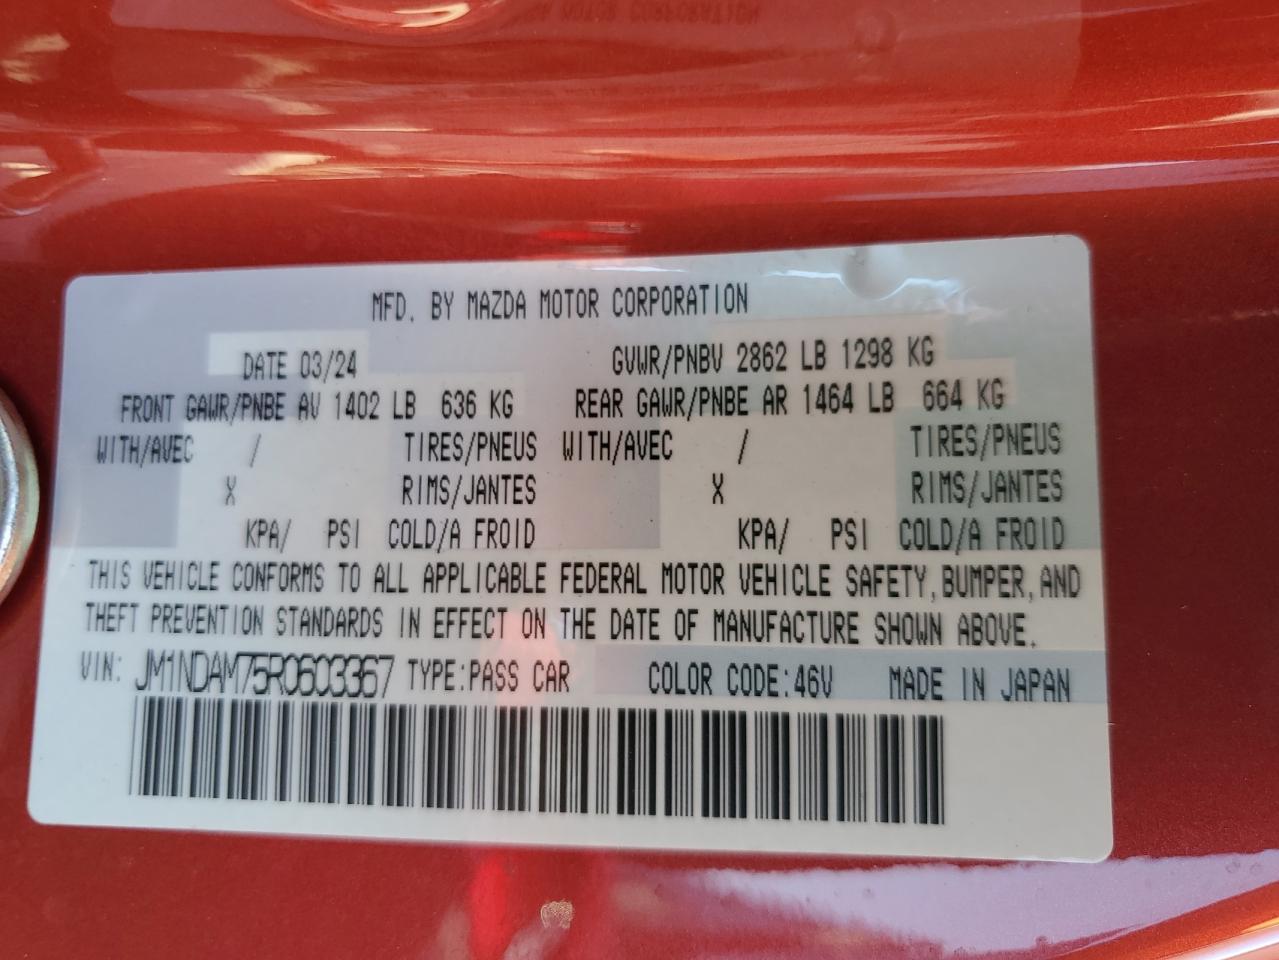 MFD. BY MAZDA MOTOR CORPORATION
DATE 03/24 GVWR/PNBV 2862 LB 1298 KG
FRONT GAWR/PNBE AV 1402 LB 636 KG REAR GAWR/PNBE AR 1464 LB 664 KG
WITH/AVEC / TIRES/PNEUS WITH/AVEC / TIRES/PNEUS
X RIMS/JANTES X RIMS/JANTES
KPA/ PSI COLD/A FROID KPA/ PSI COLD/A FROID
THIS VEHICLE CONFORMS TO ALL APPLICABLE FEDERAL MOTOR VEHICLE SAFETY, BUMPER, AND
THEFT PREVENTION STANDARDS IN EFFECT ON THE DATE OF MANUFACTURE SHOWN ABOVE.
VIN: JM1NDAM75R0603367 TYPE:PASS CAR COLOR CODE:46V MADE IN JAPAN